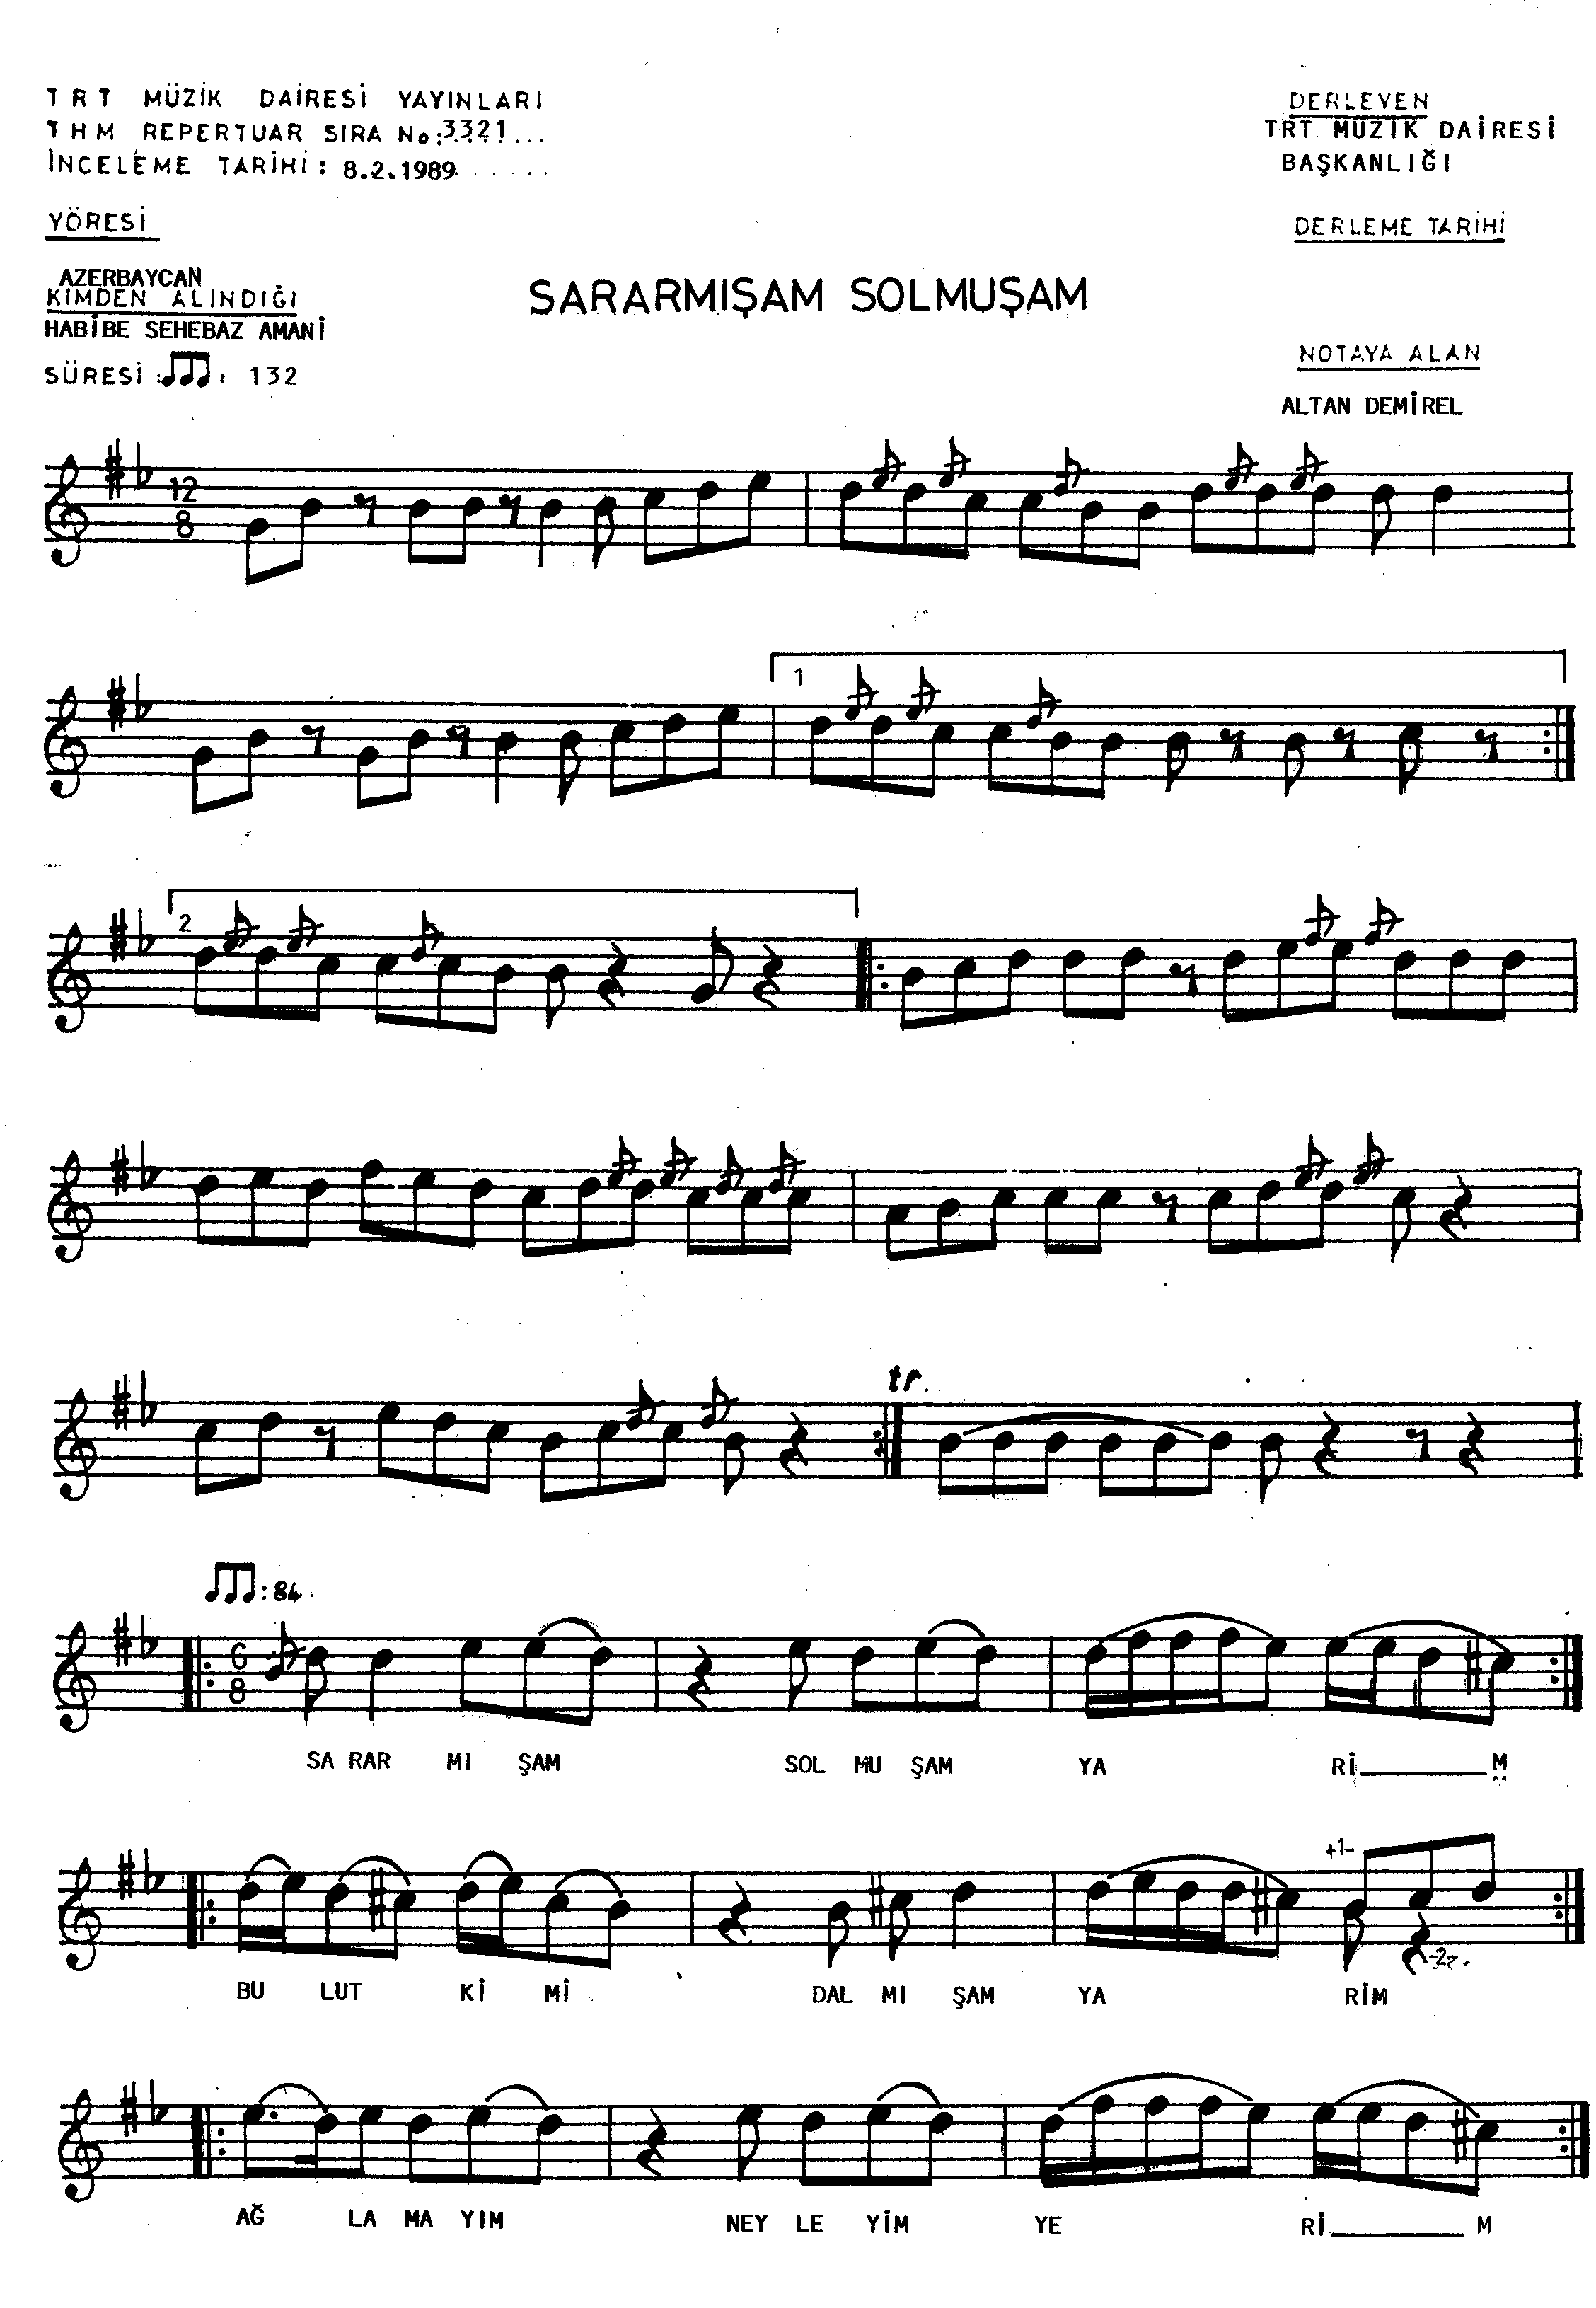 TRT MÜZİK DAİRESİ YAYINLARI
THM REPERTUAR SIRA No: 3321
İNCELEME TARİHİ : 8.2.1989
DERLEYEN
TRT MÜZİK DAİRESİ
BAŞKANLIĞI
YÖRESİ
AZERBAYCAN
DERLEME TARİHİ
KİMDEN ALINDIĞI
HABİBE SEHEBAZ AMANİ
SARARMIŞAM SOLMUŞAM
SÜRESİ : : 132
NOTAYA ALAN
ALTAN DEMİREL
12
8
1
2
tr
: 84
6
8
SA RAR MI ŞAM SOL MU ŞAM YA Rİ M
+1-
-2-
BU LUT Kİ Mİ DAL MI ŞAM YA RİM
AĞ LA MA YIM NEY LE YİM YE Rİ M